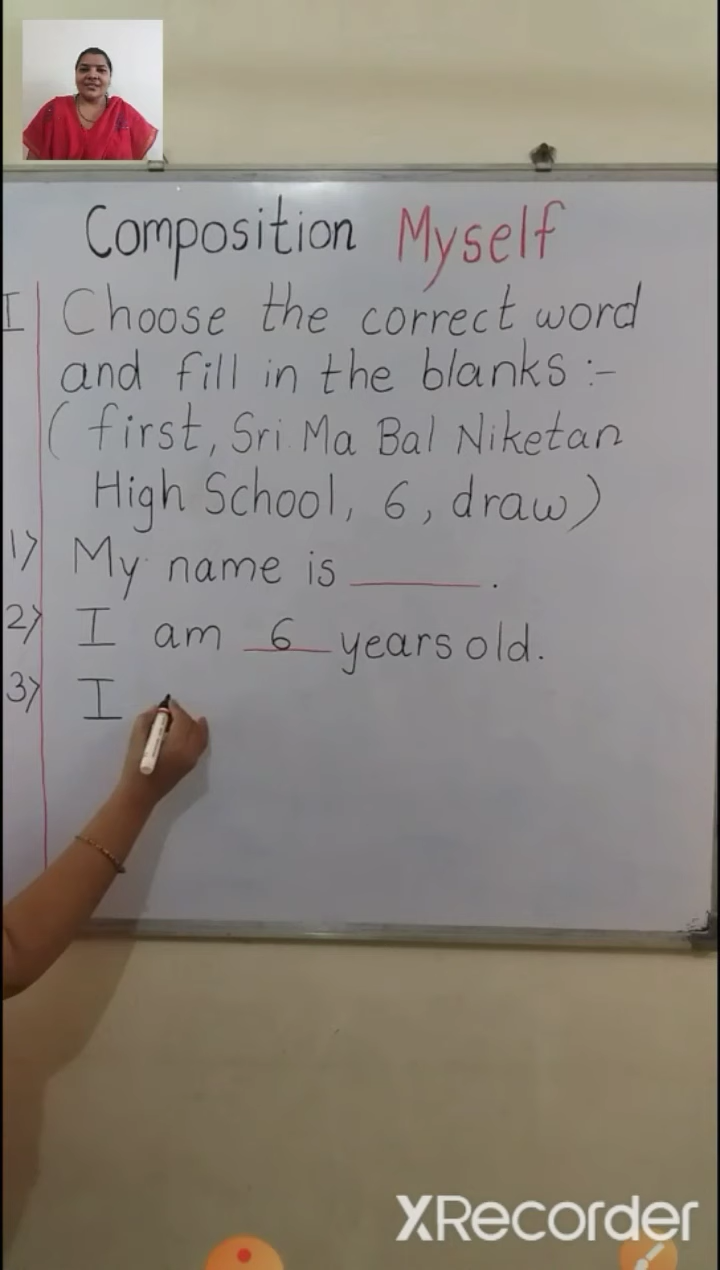 Composition Myself
I Choose the correct word
and fill in the blanks :-
( first, Sri Ma Bal Niketan
High School, 6, draw )
1) My name is ______ .
2) I am 6 years old.
3) I
XRecorder